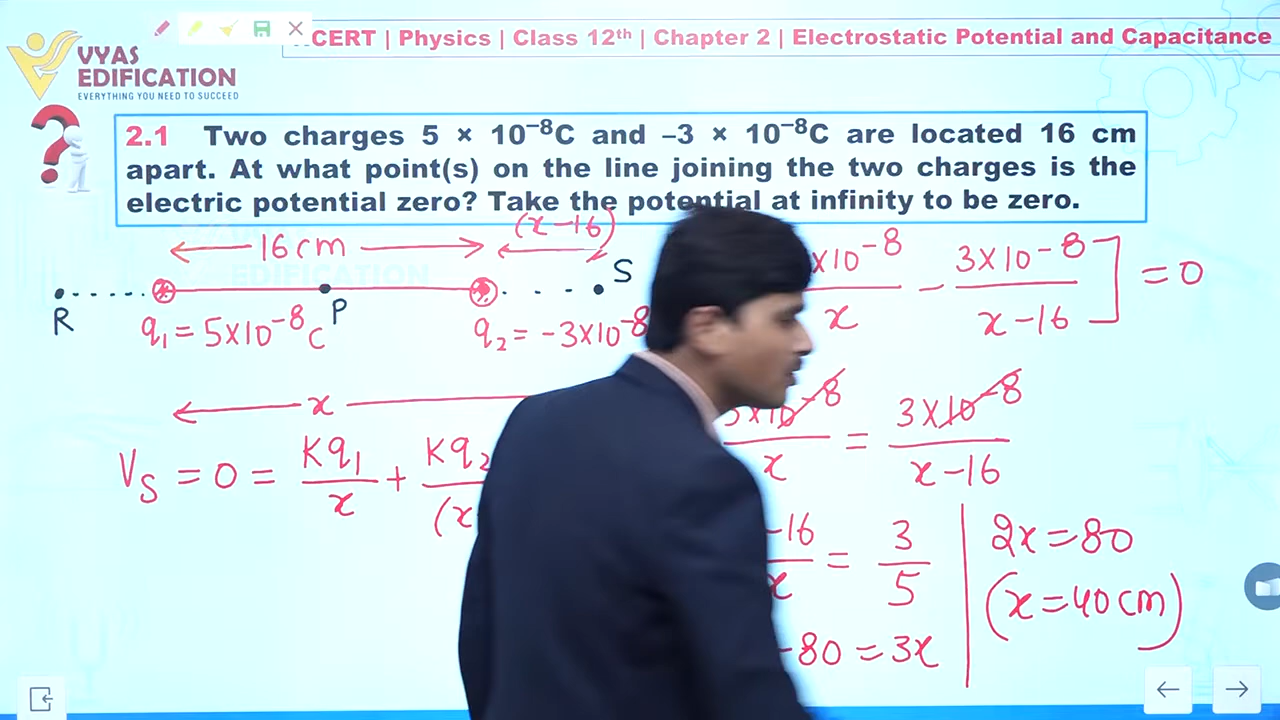 CERT | Physics | Class 12th | Chapter 2 | Electrostatic Potential and Capacitance
VYAS
EDIFICATION
EVERYTHING YOU NEED TO SUCCEED
2.1 Two charges 5 × 10⁻⁸C and –3 × 10⁻⁸C are located 16 cm
apart. At what point(s) on the line joining the two charges is the
electric potential zero? Take the potential at infinity to be zero.
(x-16)
16 cm
R P S
q₁ = 5x10⁻⁸ C
q₂ = -3x10⁻⁸
x
V_S = 0 = Kq₁/x + Kq₂/(x
x10⁻⁸/x - 3x10⁻⁸/x-16 ] = 0
5x10⁻⁸/x = 3x10⁻⁸/x-16
-16/x = 3/5
-80 = 3x
2x = 80
(x = 40 cm)